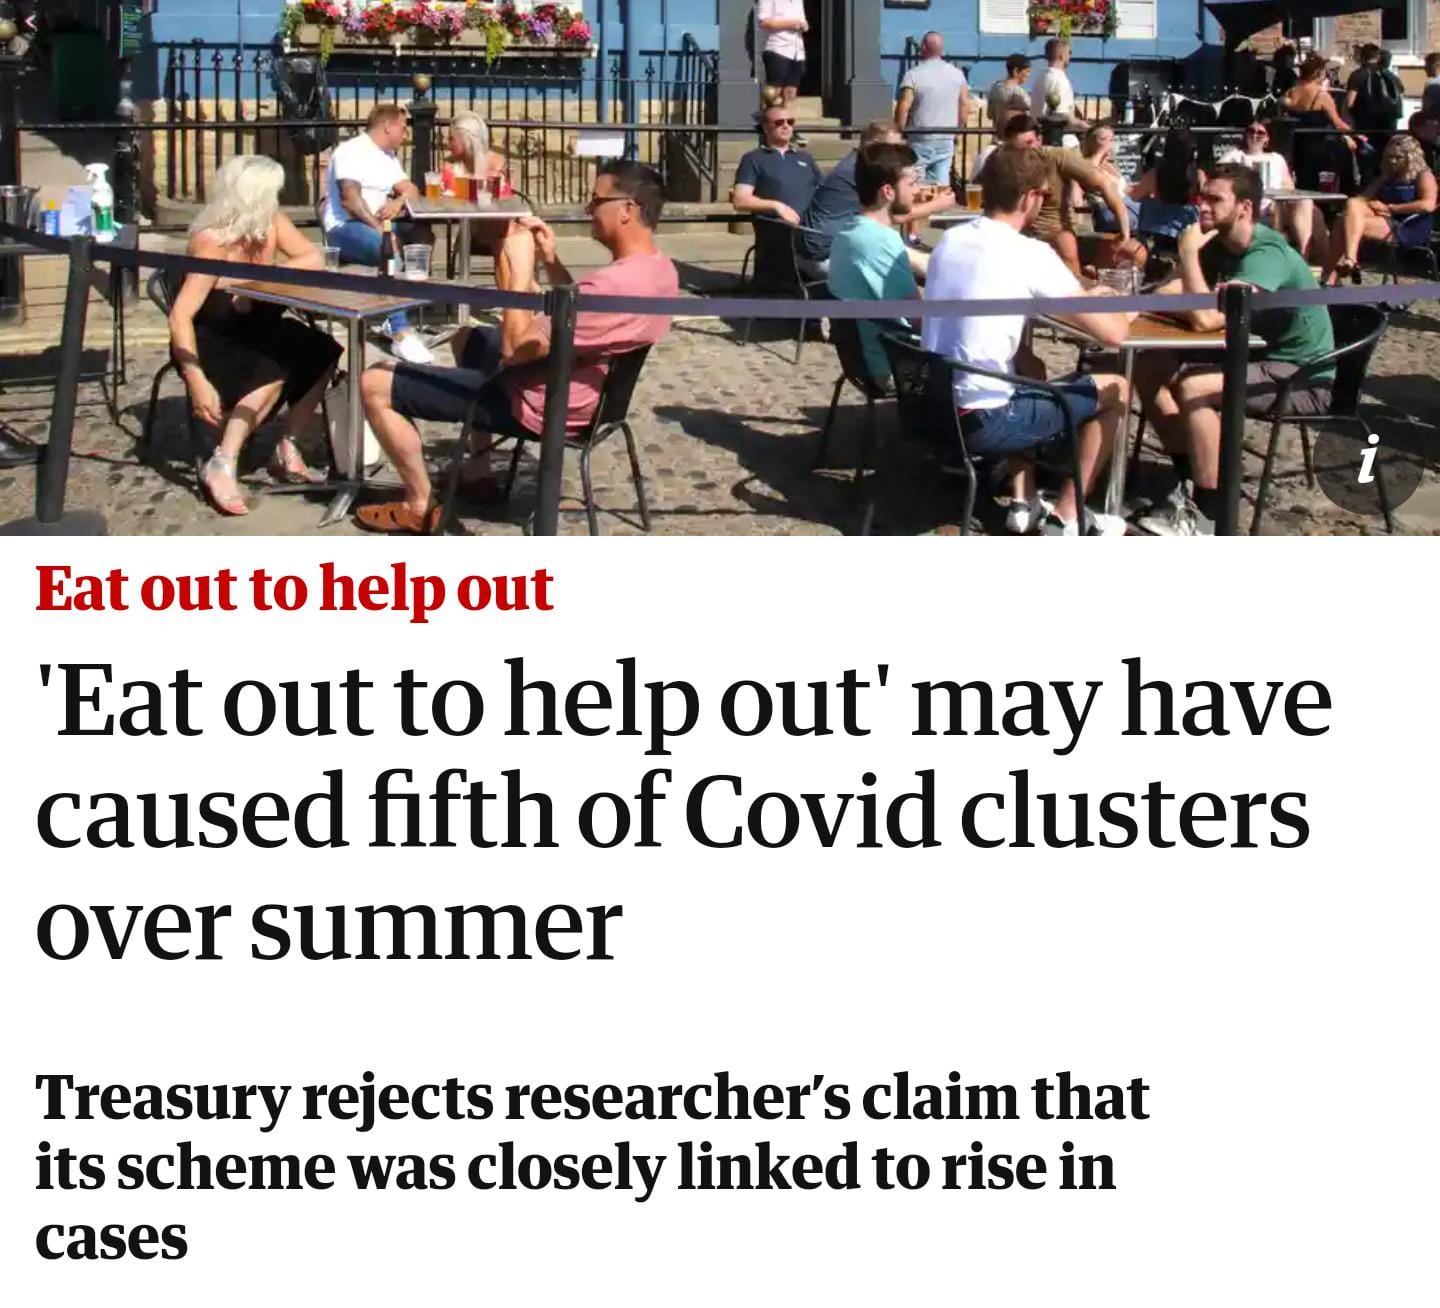 i
Eat out to help out
'Eat out to help out' may have
caused fifth of Covid clusters
over summer
Treasury rejects researcher’s claim that
its scheme was closely linked to rise in
cases